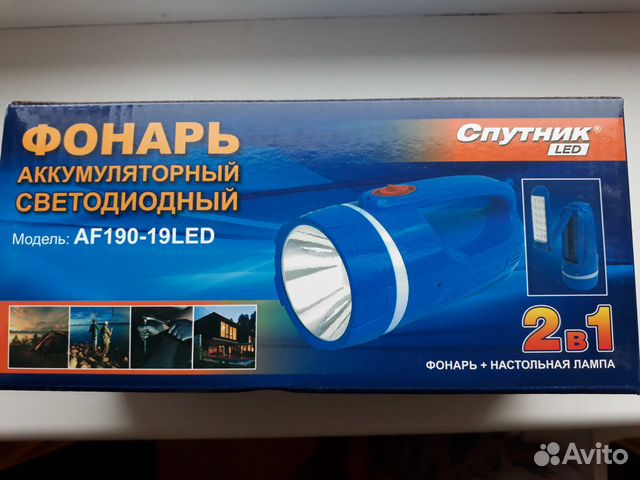 ФОНАРЬ
АККУМУЛЯТОРНЫЙ
СВЕТОДИОДНЫЙ
Модель: AF190-19LED
Спутник®
LED
2в1
ФОНАРЬ + НАСТОЛЬНАЯ ЛАМПА
Avito